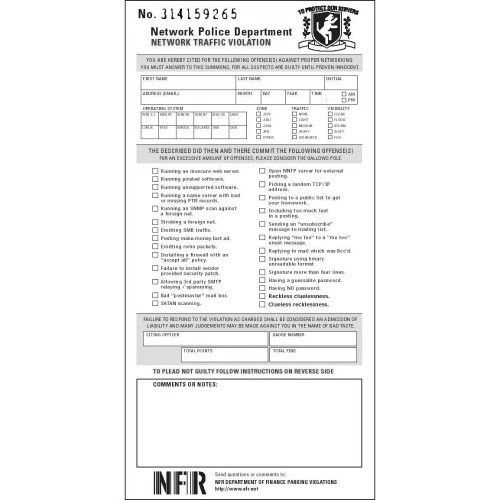 No. 314159265
TO PROTECT OUR SERVERS
Network Police Department
NETWORK TRAFFIC VIOLATION
YOU ARE HEREBY CITED FOR THE FOLLOWING OFFENSE(S) AGAINST PROPER NETWORKING.
YOU MUST ANSWER TO THIS SUMMONS, FOR ALL SUSPECTS ARE GUILTY UNTIL PROVEN INNOCENT.
FIRST NAME LAST NAME INITIAL
ADDRESS (EMAIL) MONTH DAY YEAR TIME AM
PM
OPERATING SYSTEM ZONE TRAFFIC VISIBILITY
WIN 3.1 WIN 95 WIN 98 WIN NT MAC OS UNIX
.GOV NONE CLEAR
.EDU LIGHT FLOOD
.COM MEDIUM STORM
.MIL HEAVY
OTHER FOG
THE DESCRIBED DID THEN AND THERE COMMIT THE FOLLOWING OFFENSE(S)
FOR AN EXCESSIVE AMOUNT OF OFFENSES, PLEASE CONSIDER THE GALLOWS POLE.
Running an insecure web server.
Running pirated software.
Running unsupported software.
Running a name server with bad
or missing PTR records.
Running an SNMP scan against
a foreign net.
Strobing a foreign net.
Emitting SMB traffic.
Posting make.money.fast ad.
Emitting rwho packets.
Installing a firewall with an
"accept all" policy.
Failure to install vendor
provided security patch.
Allowing 3rd party SMTP
relaying / spamming.
Bad "postmaster" mail box.
SATAN scanning.
Open NNTP server for external
posting.
Picking a random TCP/IP
address.
Posting to a public list to get
your homework.
Including too much text
in a posting.
Sending an "unsubscribe"
message to mailing list.
Replying "me too" to a "me too"
email message.
Replying to mail which was Bcc'd.
Signature using binary
unreadable format
Signature more than four lines.
Having a guessable password.
Having NO password.
Reckless cluelessness.
Clueless recklessness.
FAILURE TO RESPOND TO THE VIOLATION AS CHARGED SHALL BE CONSIDERED AN ADMISSION OF
LIABILITY AND MANY JUDGEMENTS MAY BE MADE AGAINST YOU IN THE NAME OF BAD TASTE.
CITING OFFICER BADGE NUMBER
TOTAL POINTS TOTAL FINE
TO PLEAD NOT GUILTY FOLLOW INSTRUCTIONS ON REVERSE SIDE
COMMENTS OR NOTES:
NFR
Send questions or comments to:
NFR DEPARTMENT OF FINANCE PARKING VIOLATIONS
http://www.nfr.net